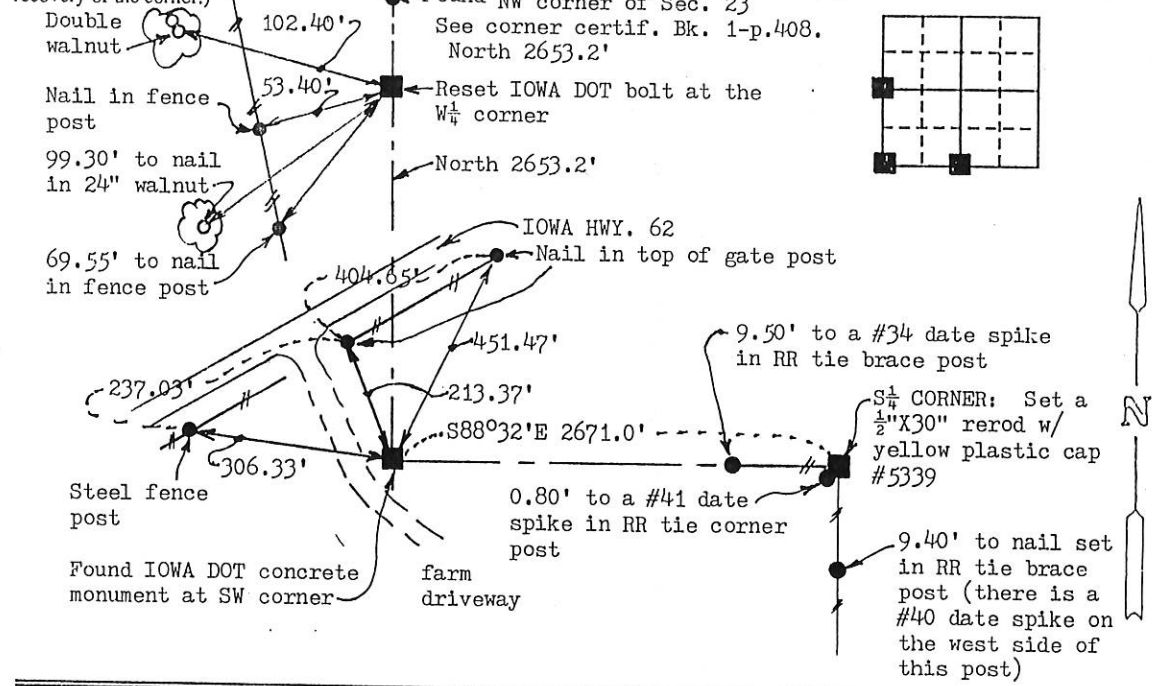 recovery of the corner.)
Double
walnut
102.40'
Found NW corner of Sec. 23
See corner certif. Bk. 1-p.408.
North 2653.2'
Nail in fence
post
53.40'
Reset IOWA DOT bolt at the
W¼ corner
99.30' to nail
in 24" walnut
North 2653.2'
69.55' to nail
in fence post
IOWA HWY. 62
Nail in top of gate post
404.65'
451.47'
9.50' to a #34 date spike
in RR tie brace post
237.03'
213.37'
S88°32'E 2671.0'
S¼ CORNER: Set a
½"X30" rerod w/
yellow plastic cap
#5339
N
306.33'
Steel fence
post
0.80' to a #41 date
spike in RR tie corner
post
Found IOWA DOT concrete
monument at SW corner
farm
driveway
9.40' to nail set
in RR tie brace
post (there is a
#40 date spike on
the west side of
this post)